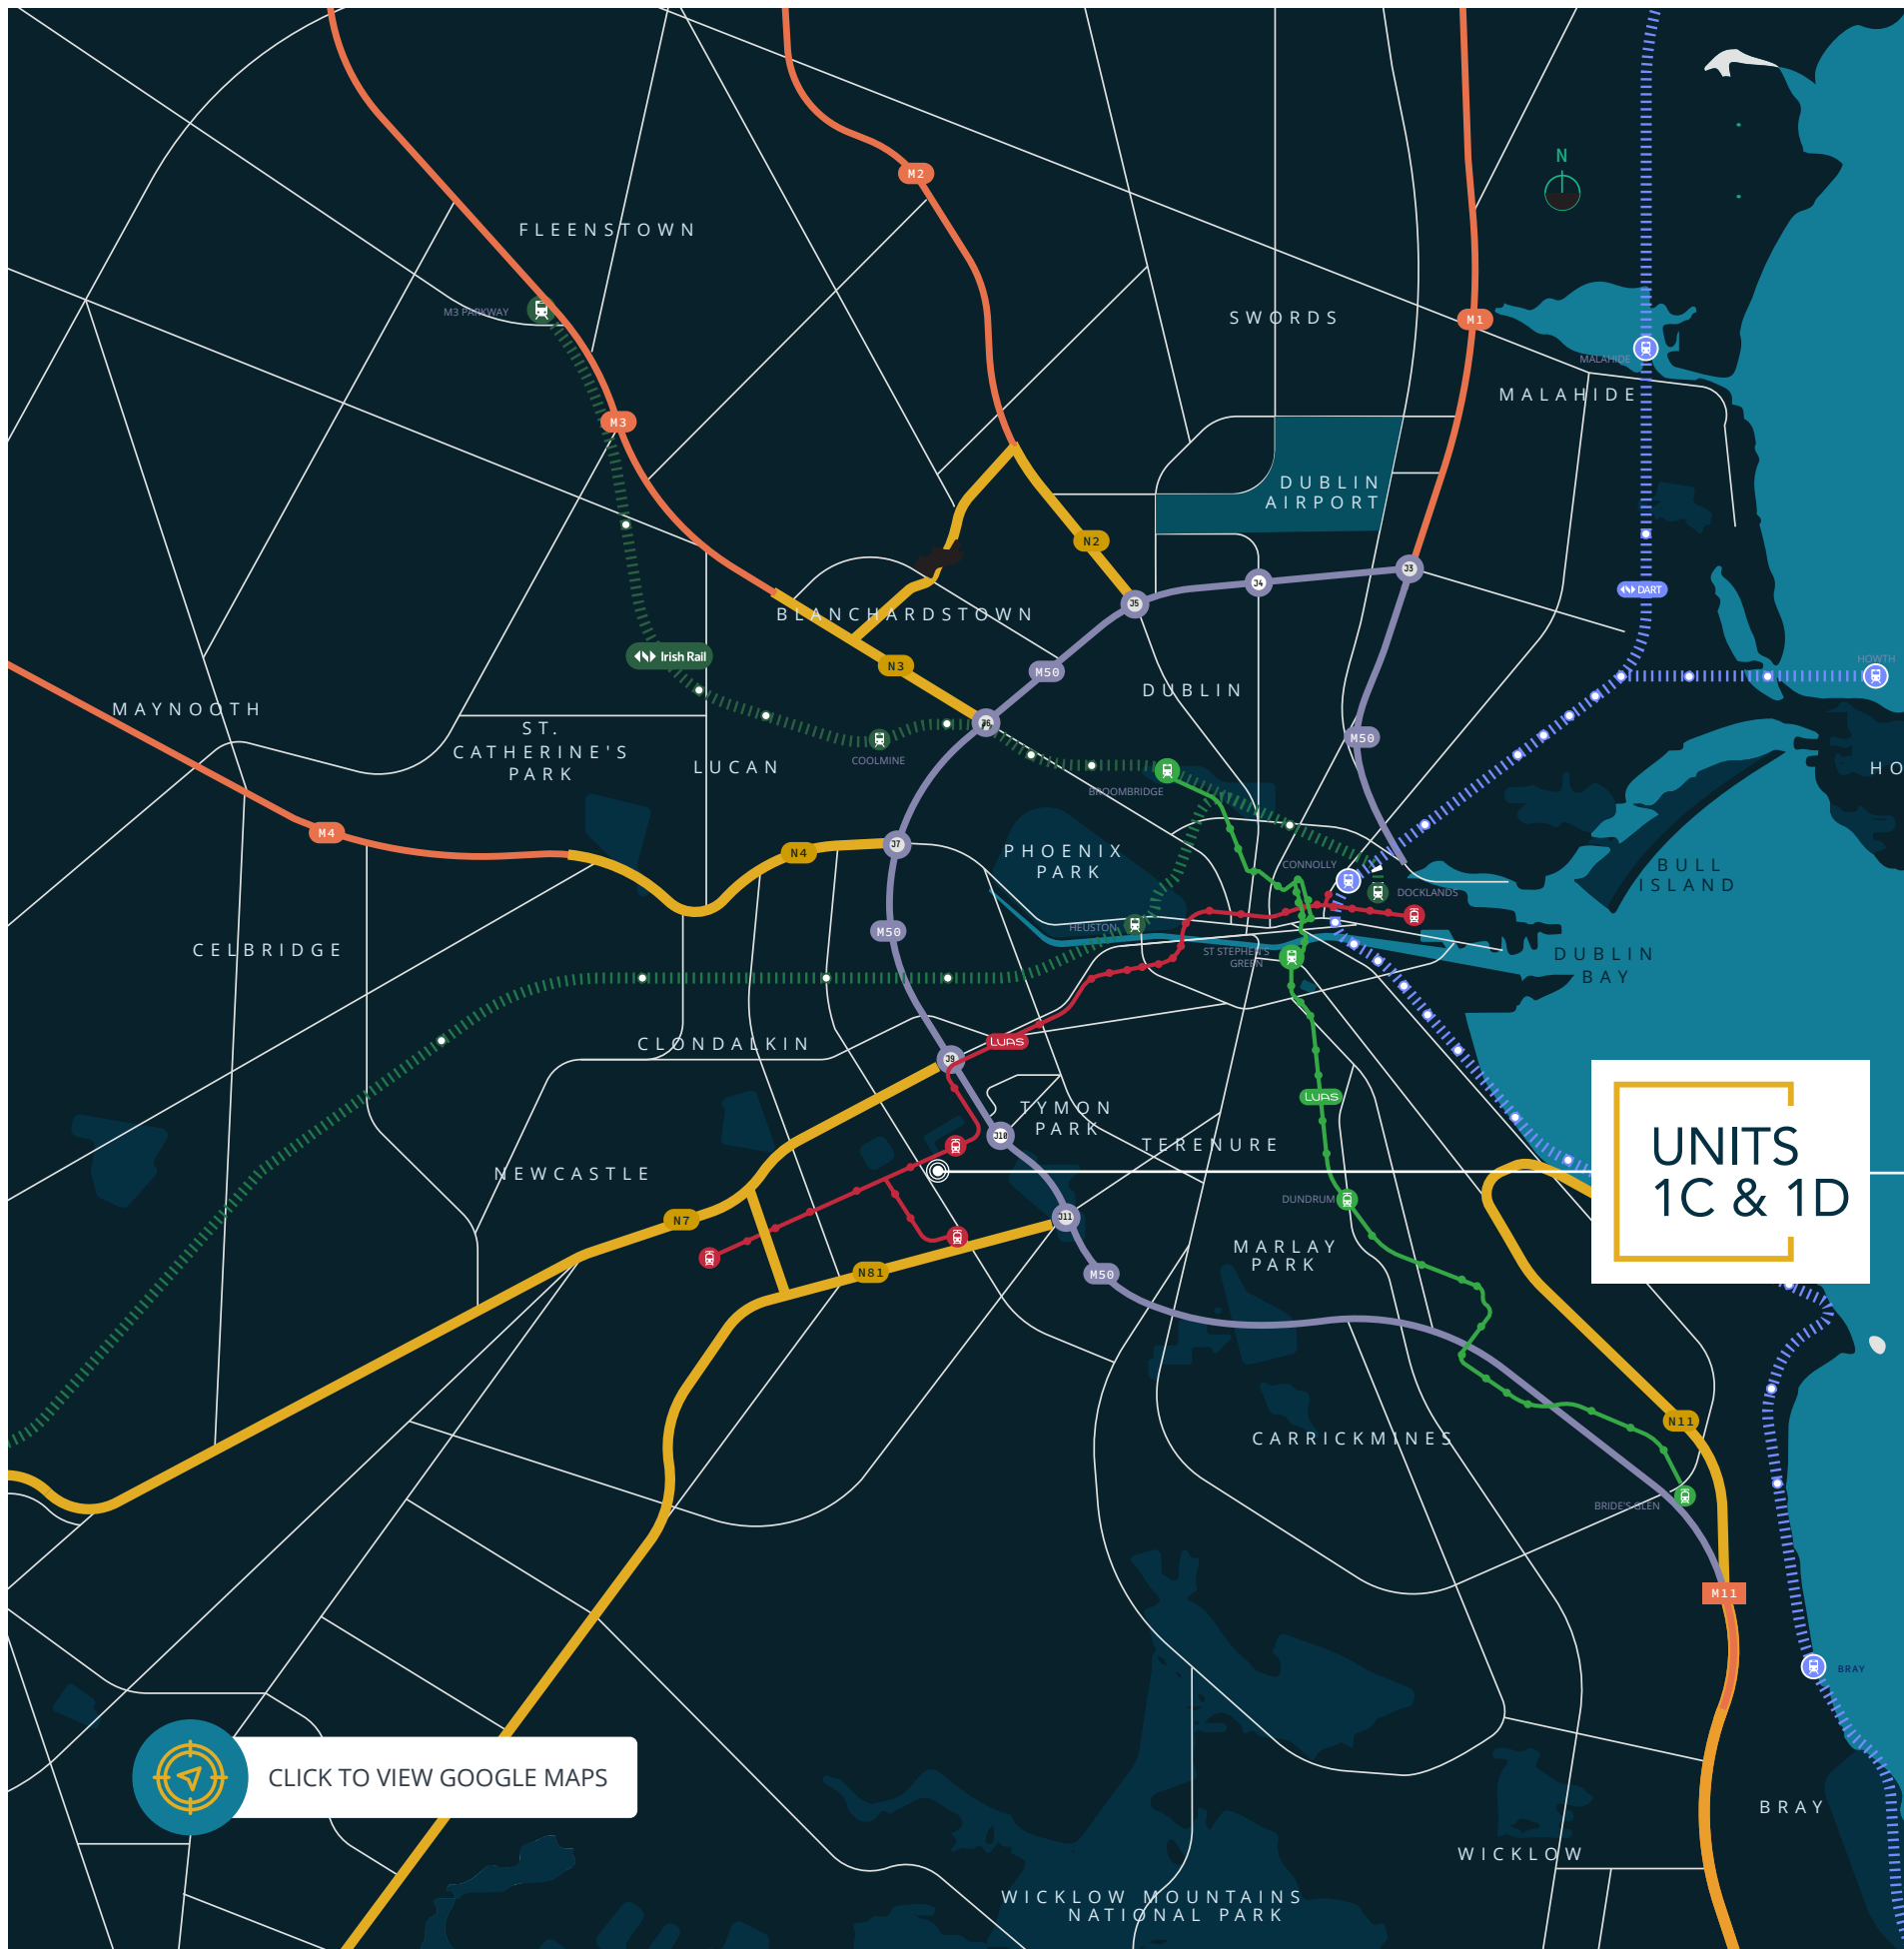 M2
N
FLEENSTOWN
M3 PARKWAY
SWORDS
M1
MALAHIDE
MALAHIDE
M3
DUBLIN
AIRPORT
N2
J3
J4
DART
J5
BLANCHARDSTOWN
Irish Rail
N3
HOWTH
M50
DUBLIN
MAYNOOTH
J6
ST.
CATHERINE'S
PARK
M50
LUCAN
COOLMINE
HO
BROOMBRIDGE
M4
J7
N4
PHOENIX
PARK
CONNOLLY
BULL
ISLAND
DOCKLANDS
HEUSTON
M50
CELBRIDGE
ST STEPHEN'S
GREEN
DUBLIN
BAY
CLONDALKIN
LUAS
J9
LUAS
TYMON
PARK
J10
TERENURE
UNITS
1C & 1D
NEWCASTLE
DUNDRUM
N7
J11
MARLAY
PARK
N81
M50
N11
CARRICKMINES
BRIDE'S GLEN
M11
BRAY
CLICK TO VIEW GOOGLE MAPS
BRAY
WICKLOW
WICKLOW MOUNTAINS
NATIONAL PARK